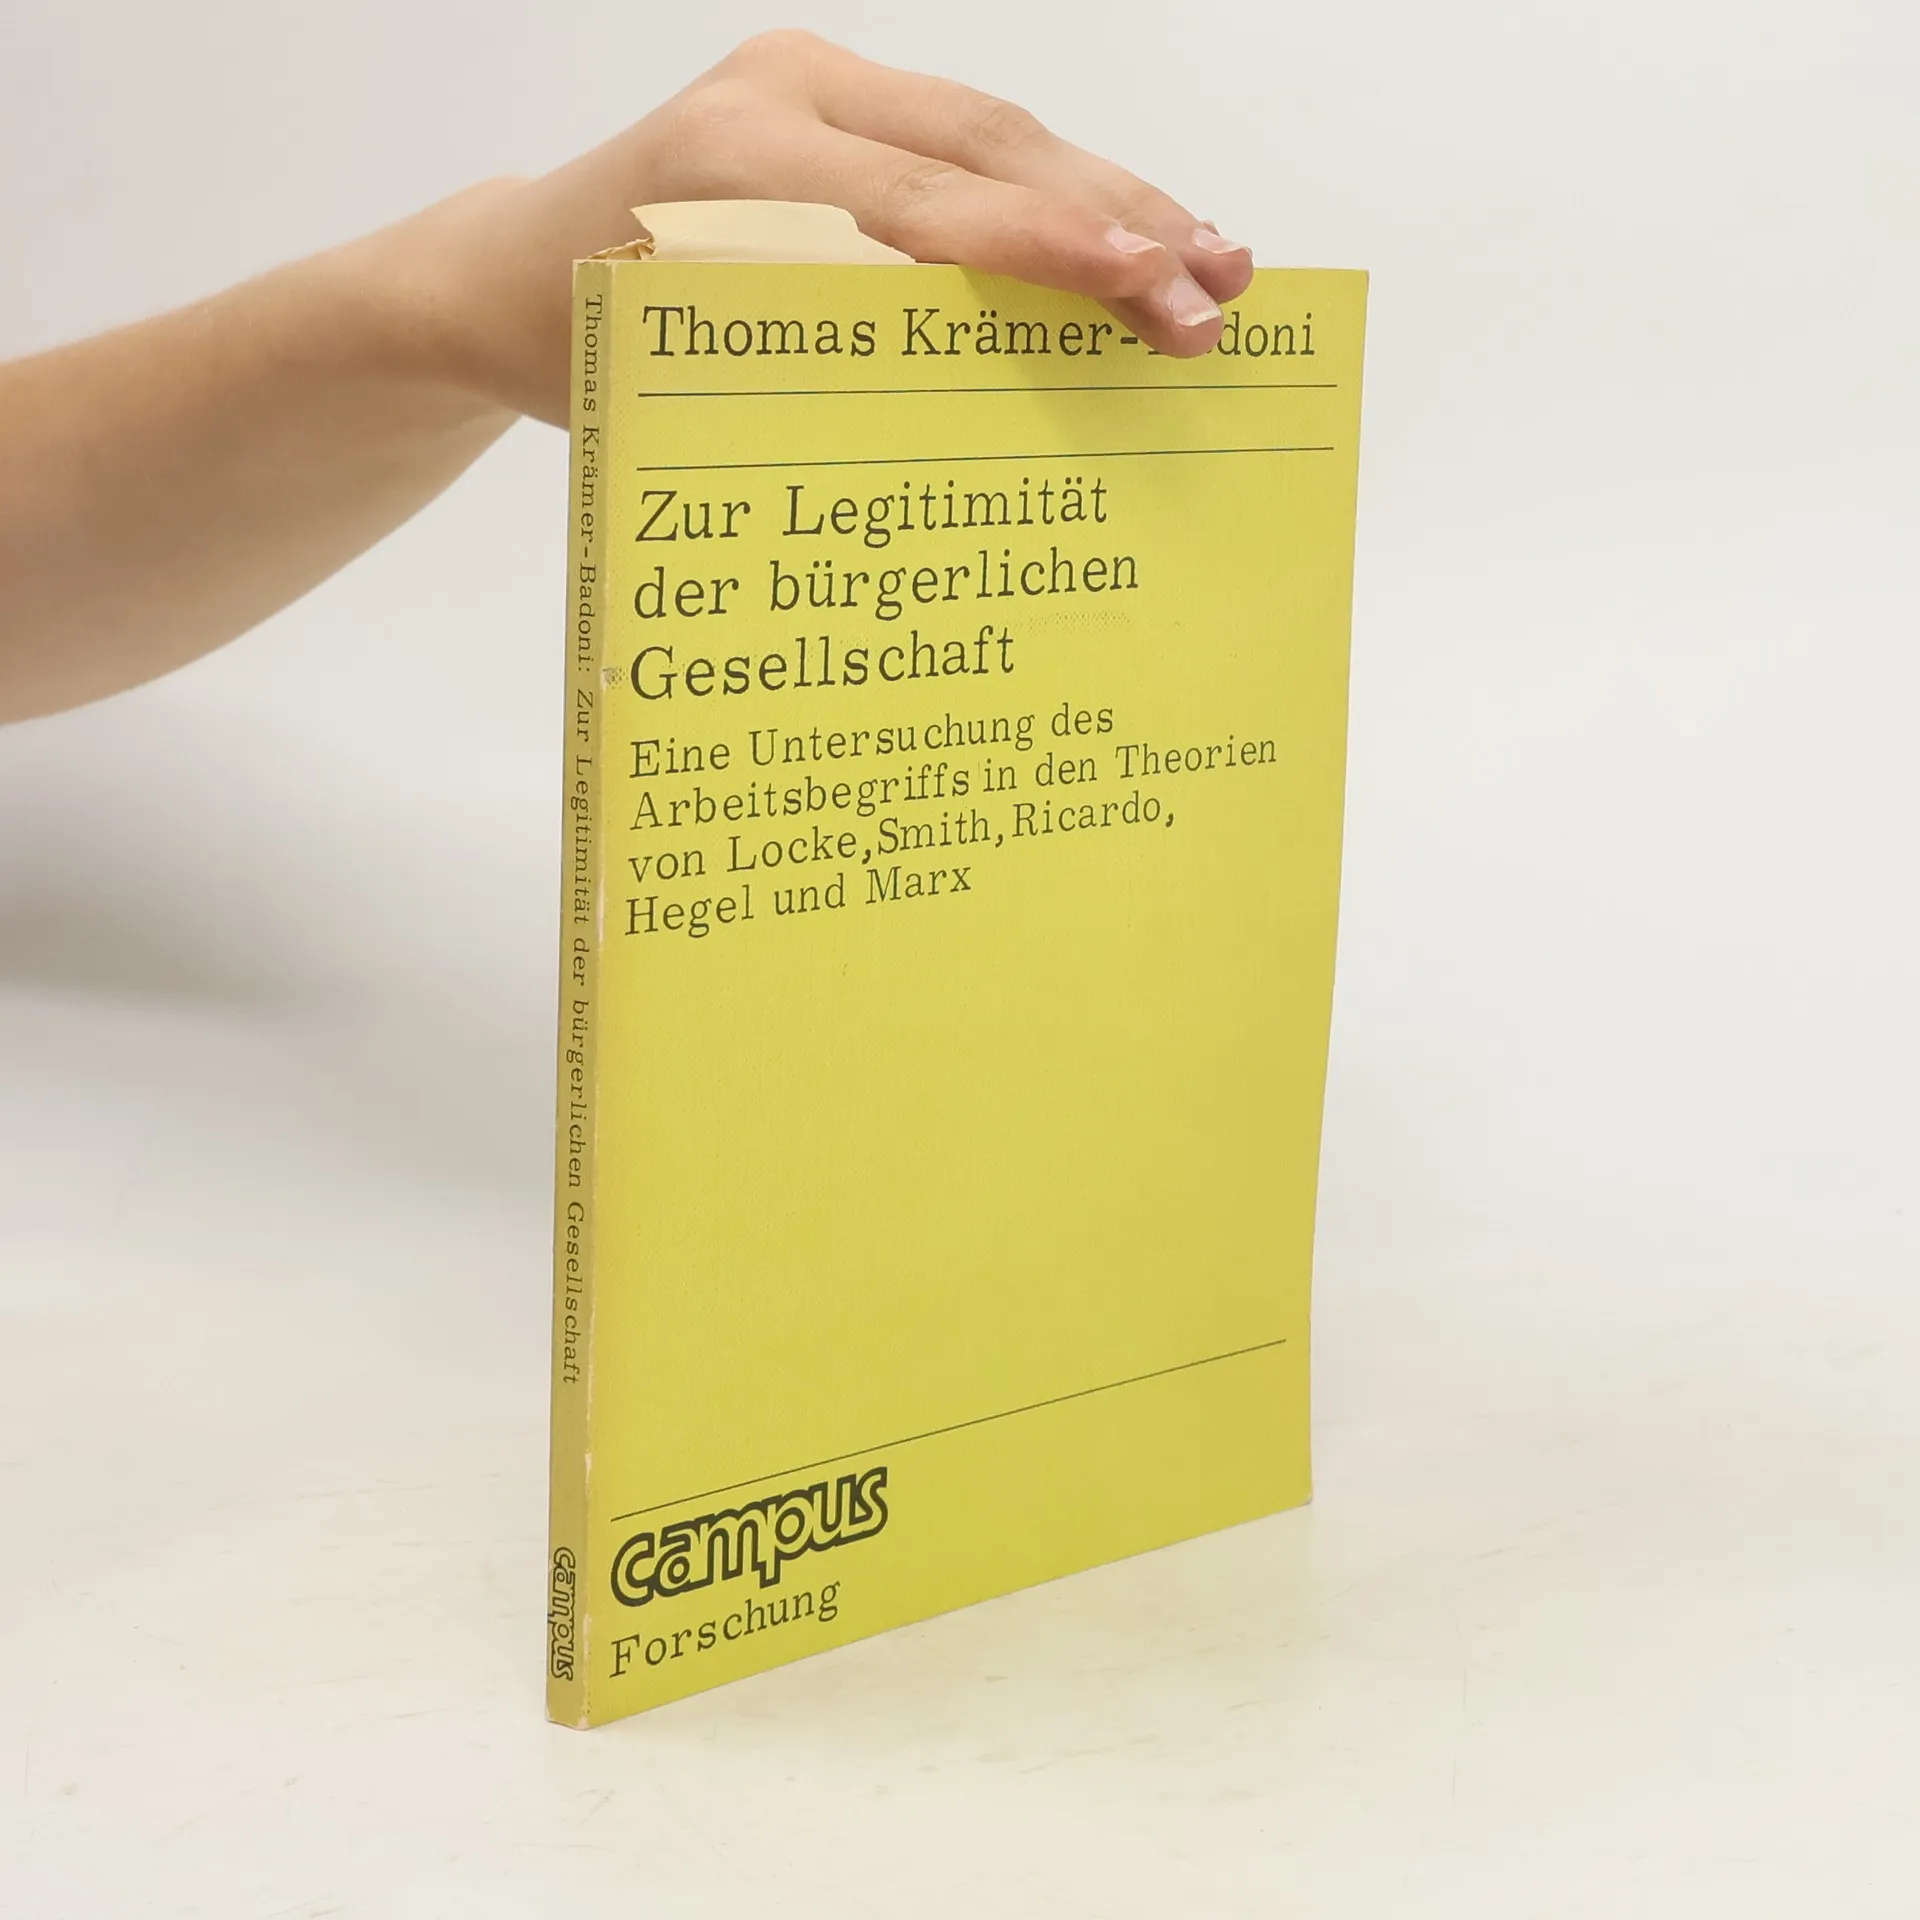 Thomas Krämer-Badoni: Zur Legitimität der bürgerlichen Gesellschaft
campus
Thomas Krämer-  doni
Zur Legitimität
der bürgerlichen
Gesellschaft
Eine Untersuchung des
Arbeitsbegriffs in den Theorien
von Locke, Smith, Ricardo,
Hegel und Marx
campus
Forschung